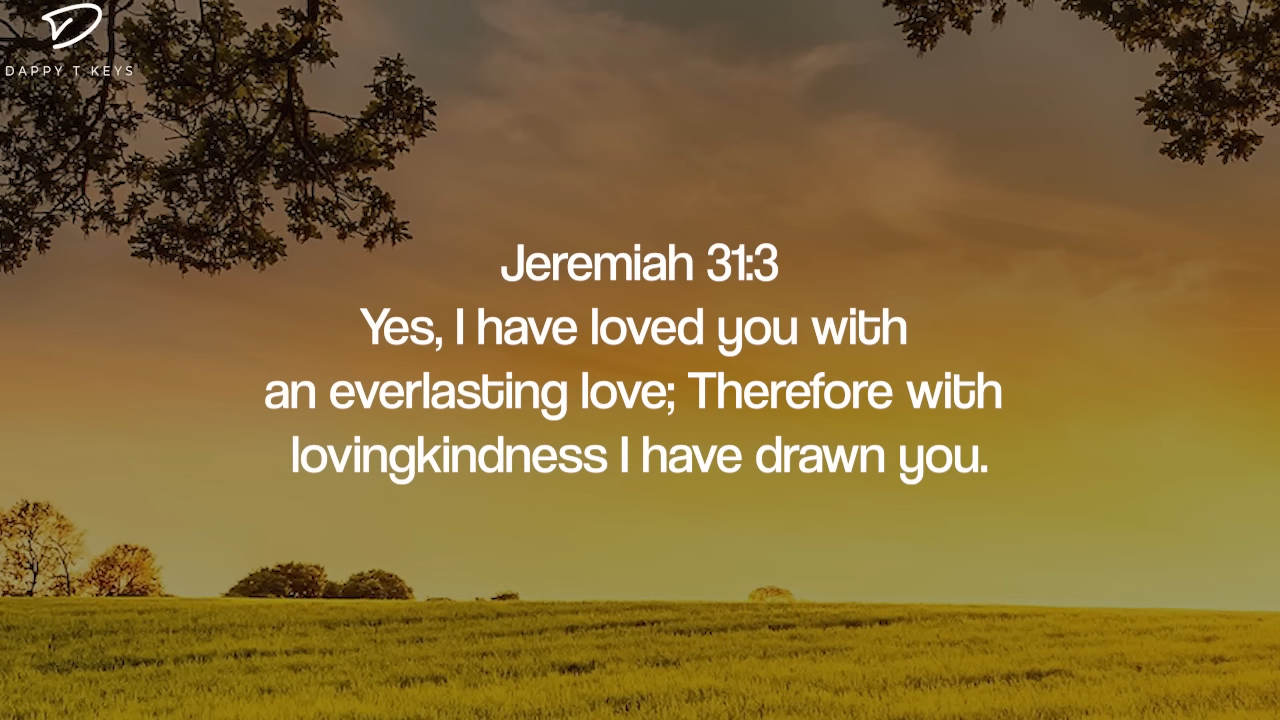 DAPPY T KEYS
Jeremiah 31:3
Yes, I have loved you with
an everlasting love; Therefore with
lovingkindness I have drawn you.